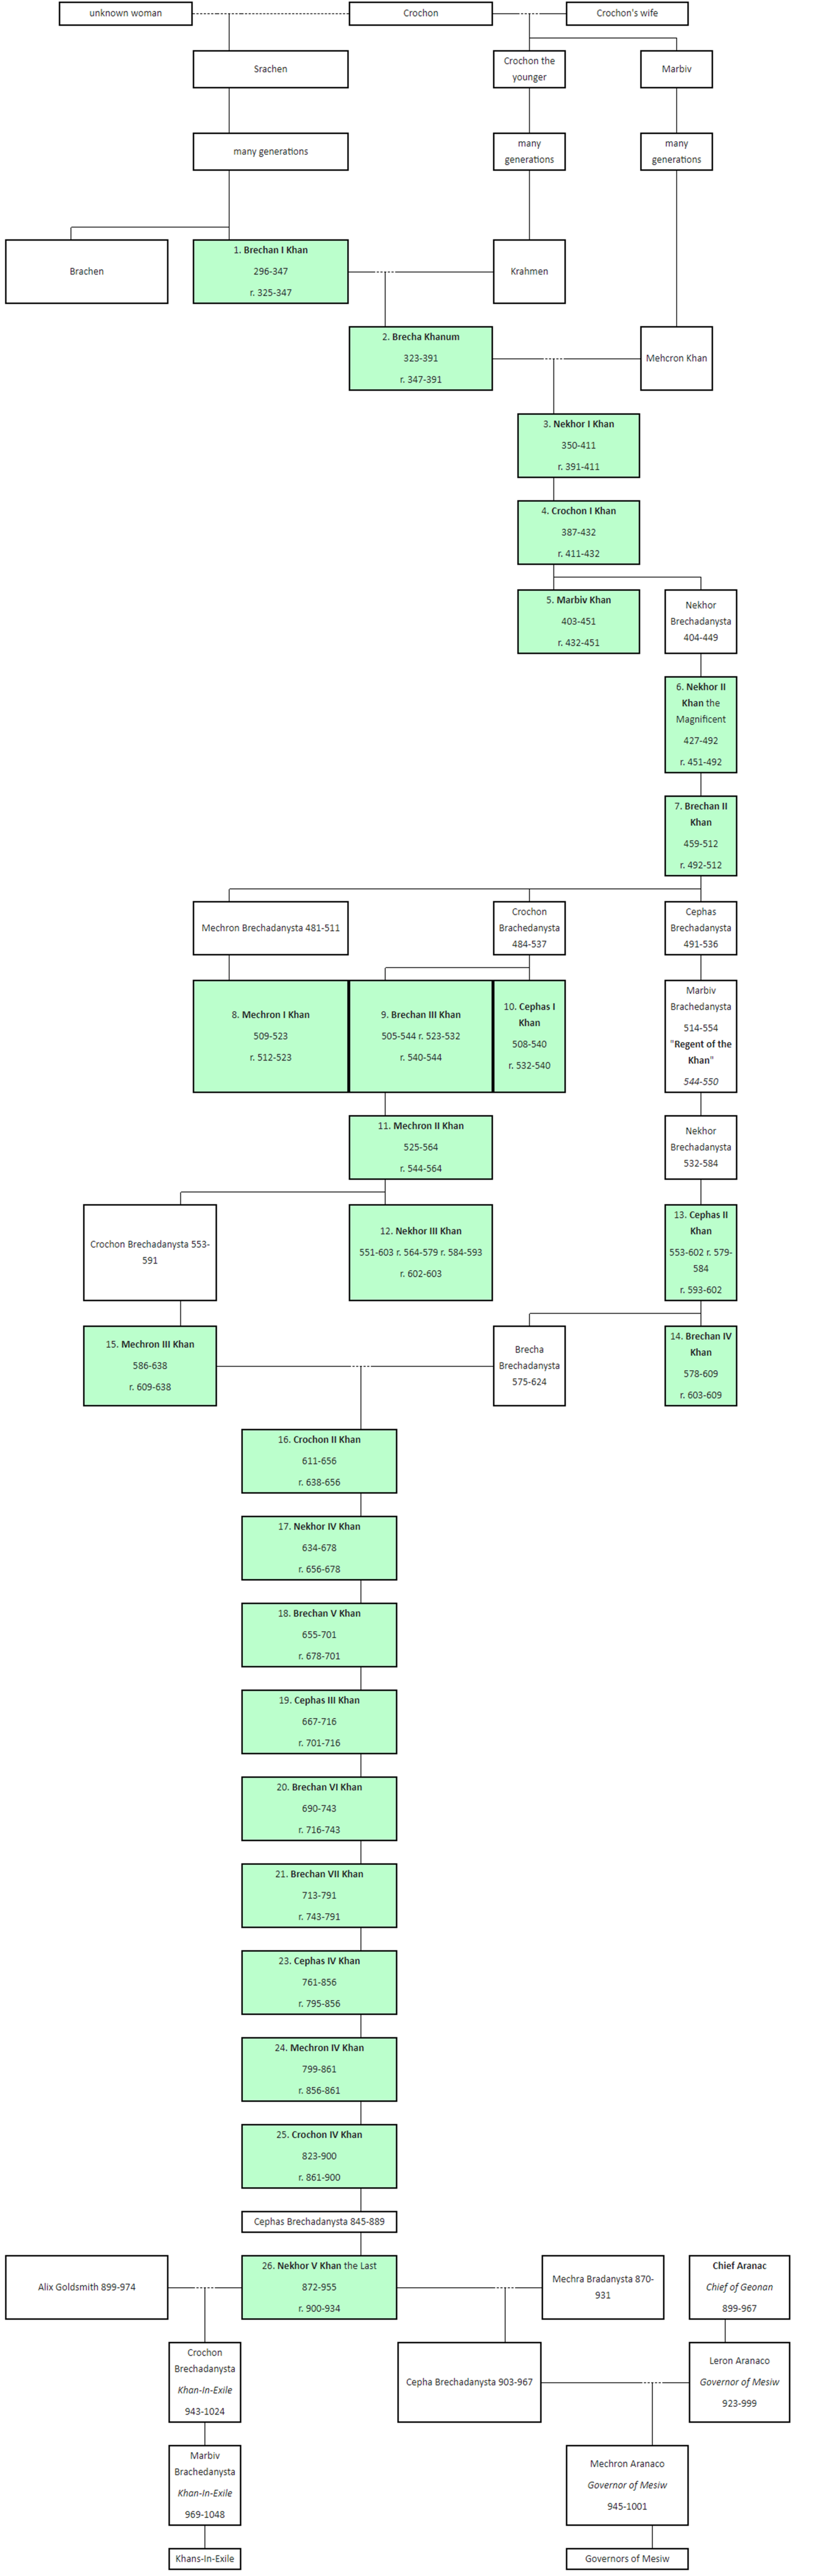 unknown woman
Crochon
Crochon's wife
Srachen
Crochon the
younger
Marbiv
many generations
many
generations
many
generations
Brachen
1. Brechan I Khan
296-347
r. 325-347
Krahmen
2. Brecha Khanum
323-391
r. 347-391
Mehcron Khan
3. Nekhor I Khan
350-411
r. 391-411
4. Crochon I Khan
387-432
r. 411-432
5. Marbiv Khan
403-451
r. 432-451
Nekhor
Brechadanysta
404-449
6. Nekhor II
Khan the
Magnificent
427-492
r. 451-492
7. Brechan II
Khan
459-512
r. 492-512
Mechron Brechadanysta 481-511
Crochon
Brachedanysta
484-537
Cephas
Brechadanysta
491-536
8. Mechron I Khan
509-523
r. 512-523
9. Brechan III Khan
505-544 r. 523-532
r. 540-544
10. Cephas I
Khan
508-540
r. 532-540
Marbiv
Brachedanysta
514-554
"Regent of the
Khan"
544-550
11. Mechron II Khan
525-564
r. 544-564
Nekhor
Brechadanysta
532-584
Crochon Brechadanysta 553-
591
12. Nekhor III Khan
551-603 r. 564-579 r. 584-593
r. 602-603
13. Cephas II
Khan
553-602 r. 579-
584
r. 593-602
15. Mechron III Khan
586-638
r. 609-638
Brecha
Brechadanysta
575-624
14. Brechan IV
Khan
578-609
r. 603-609
16. Crochon II Khan
611-656
r. 638-656
17. Nekhor IV Khan
634-678
r. 656-678
18. Brechan V Khan
655-701
r. 678-701
19. Cephas III Khan
667-716
r. 701-716
20. Brechan VI Khan
690-743
r. 716-743
21. Brechan VII Khan
713-791
r. 743-791
23. Cephas IV Khan
761-856
r. 795-856
24. Mechron IV Khan
799-861
r. 856-861
25. Crochon IV Khan
823-900
r. 861-900
Cephas Brechadanysta 845-889
Alix Goldsmith 899-974
26. Nekhor V Khan the Last
872-955
r. 900-934
Mechra Bradanysta 870-
931
Chief Aranac
Chief of Geonan
899-967
Crochon
Brechadanysta
Khan-In-Exile
943-1024
Cepha Brechadanysta 903-967
Leron Aranaco
Governor of Mesiw
923-999
Marbiv
Brachedanysta
Khan-In-Exile
969-1048
Mechron Aranaco
Governor of Mesiw
945-1001
Khans-In-Exile
Governors of Mesiw